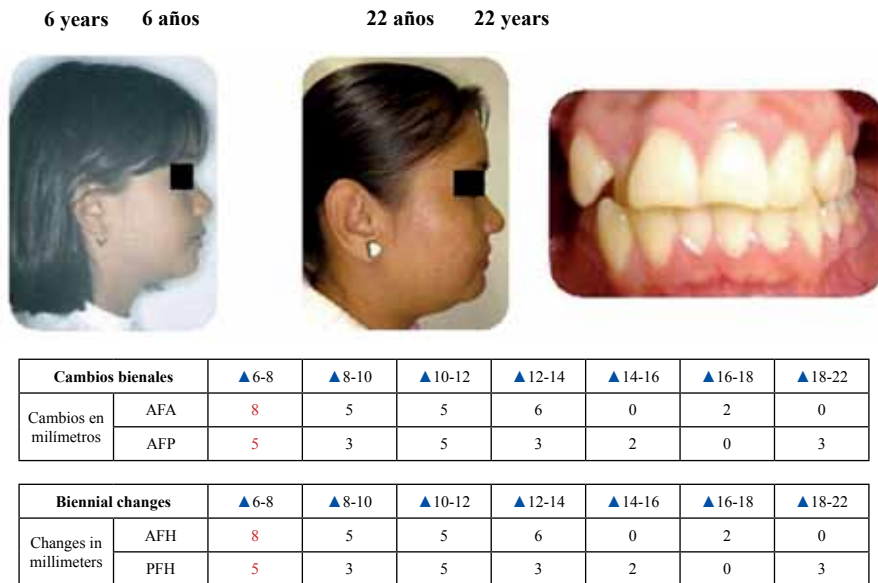 6 years 6 años 22 años 22 years
Cambios bienales ▲6-8 ▲8-10 ▲10-12 ▲12-14 ▲14-16 ▲16-18 ▲18-22
Cambios en milímetros AFA 8 5 5 6 0 2 0
AFP 5 3 5 3 2 0 3
Biennial changes ▲6-8 ▲8-10 ▲10-12 ▲12-14 ▲14-16 ▲16-18 ▲18-22
Changes in millimeters AFH 8 5 5 6 0 2 0
PFH 5 3 5 3 2 0 3